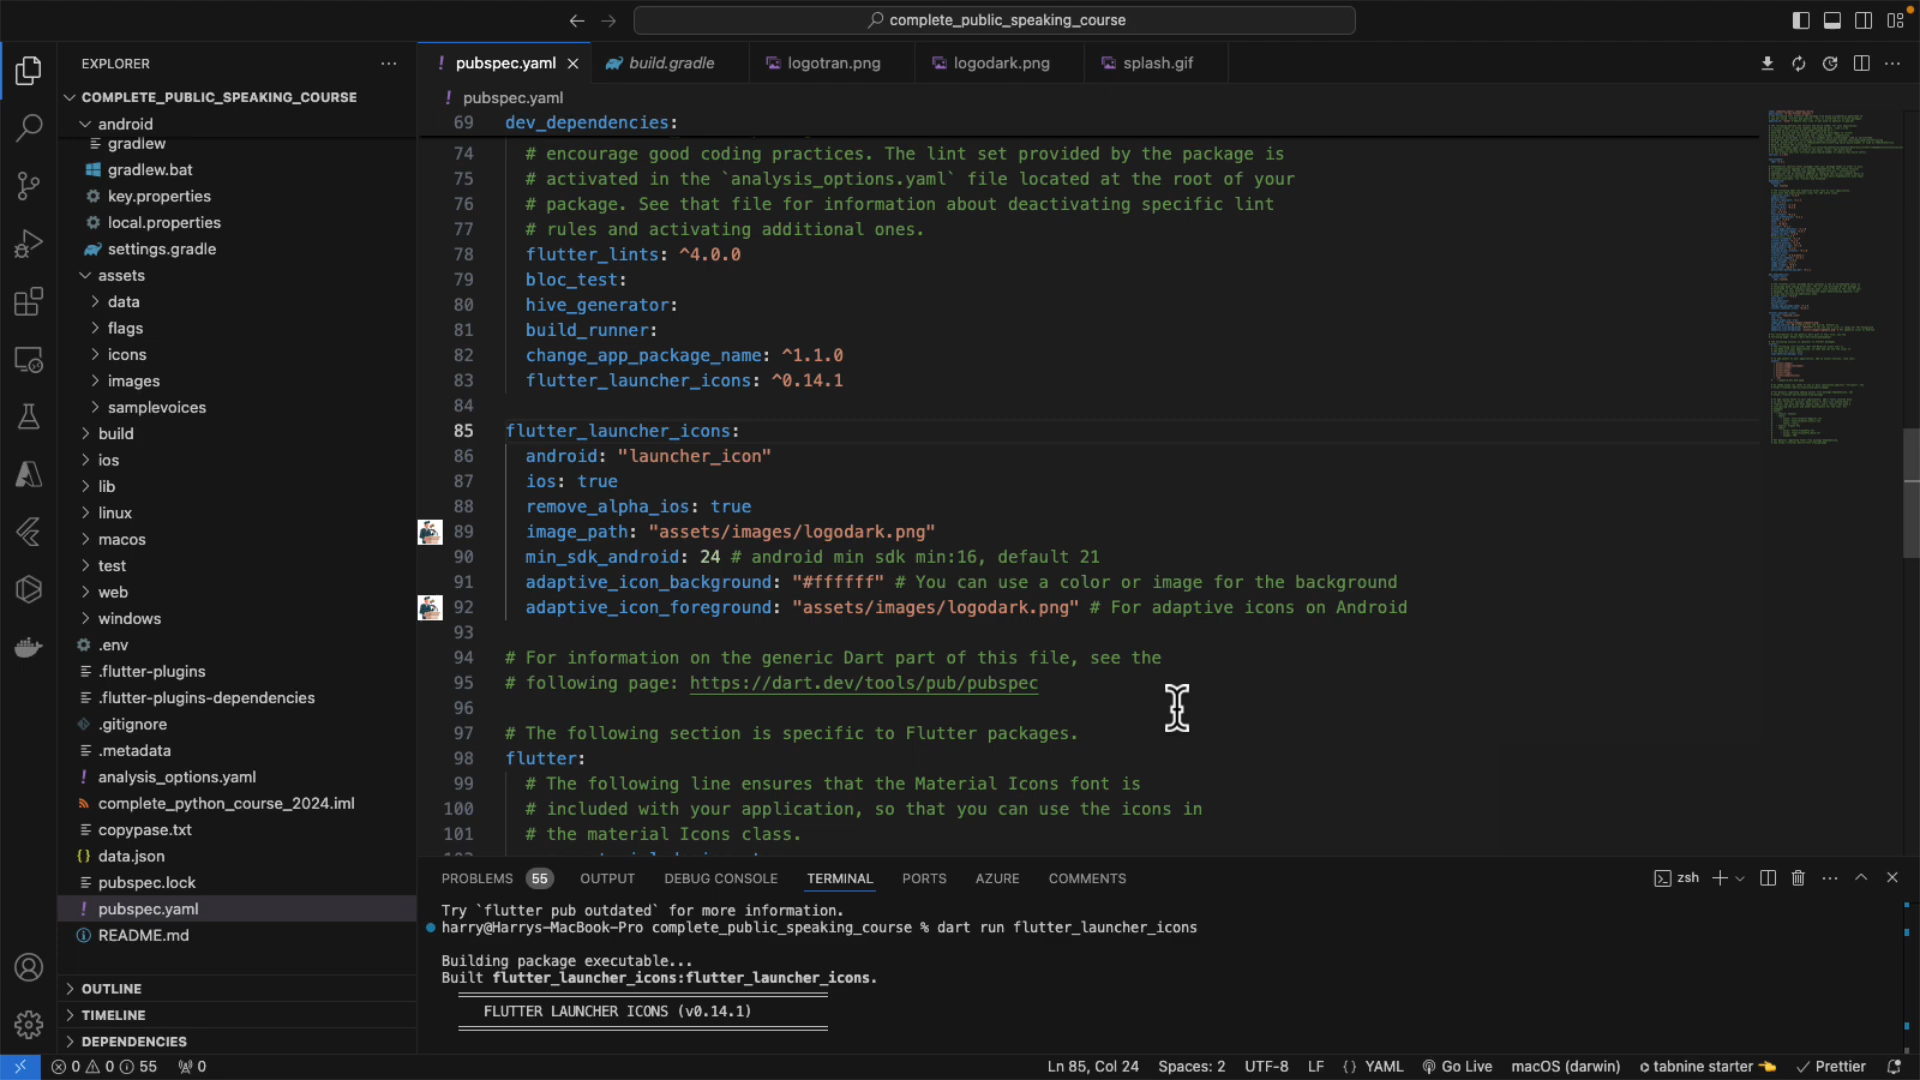 complete_public_speaking_course
EXPLORER
pubspec.yaml
build.gradle
logotran.png
logodark.png
splash.gif
COMPLETE_PUBLIC_SPEAKING_COURSE
android
gradlew
gradlew.bat
key.properties
local.properties
settings.gradle
assets
data
flags
icons
images
samplevoices
build
ios
lib
linux
macos
test
web
windows
.env
.flutter-plugins
.flutter-plugins-dependencies
.gitignore
.metadata
analysis_options.yaml
complete_python_course_2024.iml
copypase.txt
data.json
pubspec.lock
pubspec.yaml
README.md
OUTLINE
TIMELINE
DEPENDENCIES
! pubspec.yaml
69 dev_dependencies:
74 # encourage good coding practices. The lint set provided by the package is
75 # activated in the `analysis_options.yaml` file located at the root of your
76 # package. See that file for information about deactivating specific lint
77 # rules and activating additional ones.
78 flutter_lints: ^4.0.0
79 bloc_test:
80 hive_generator:
81 build_runner:
82 change_app_package_name: ^1.1.0
83 flutter_launcher_icons: ^0.14.1
84
85 flutter_launcher_icons:
86 android: "launcher_icon"
87 ios: true
88 remove_alpha_ios: true
89 image_path: "assets/images/logodark.png"
90 min_sdk_android: 24 # android min sdk min:16, default 21
91 adaptive_icon_background: "#ffffff" # You can use a color or image for the background
92 adaptive_icon_foreground: "assets/images/logodark.png" # For adaptive icons on Android
93
94 # For information on the generic Dart part of this file, see the
95 # following page: https://dart.dev/tools/pub/pubspec
96
97 # The following section is specific to Flutter packages.
98 flutter:
99 # The following line ensures that the Material Icons font is
100 # included with your application, so that you can use the icons in
101 # the material Icons class.
PROBLEMS 55 OUTPUT DEBUG CONSOLE TERMINAL PORTS AZURE COMMENTS
zsh
Try `flutter pub outdated` for more information.
harry@Harrys-MacBook-Pro complete_public_speaking_course % dart run flutter_launcher_icons
Building package executable...
Built flutter_launcher_icons:flutter_launcher_icons.
FLUTTER LAUNCHER ICONS (v0.14.1)
0 0 55 0
Ln 85, Col 24 Spaces: 2 UTF-8 LF {} YAML Go Live macOS (darwin) tabnine starter Prettier